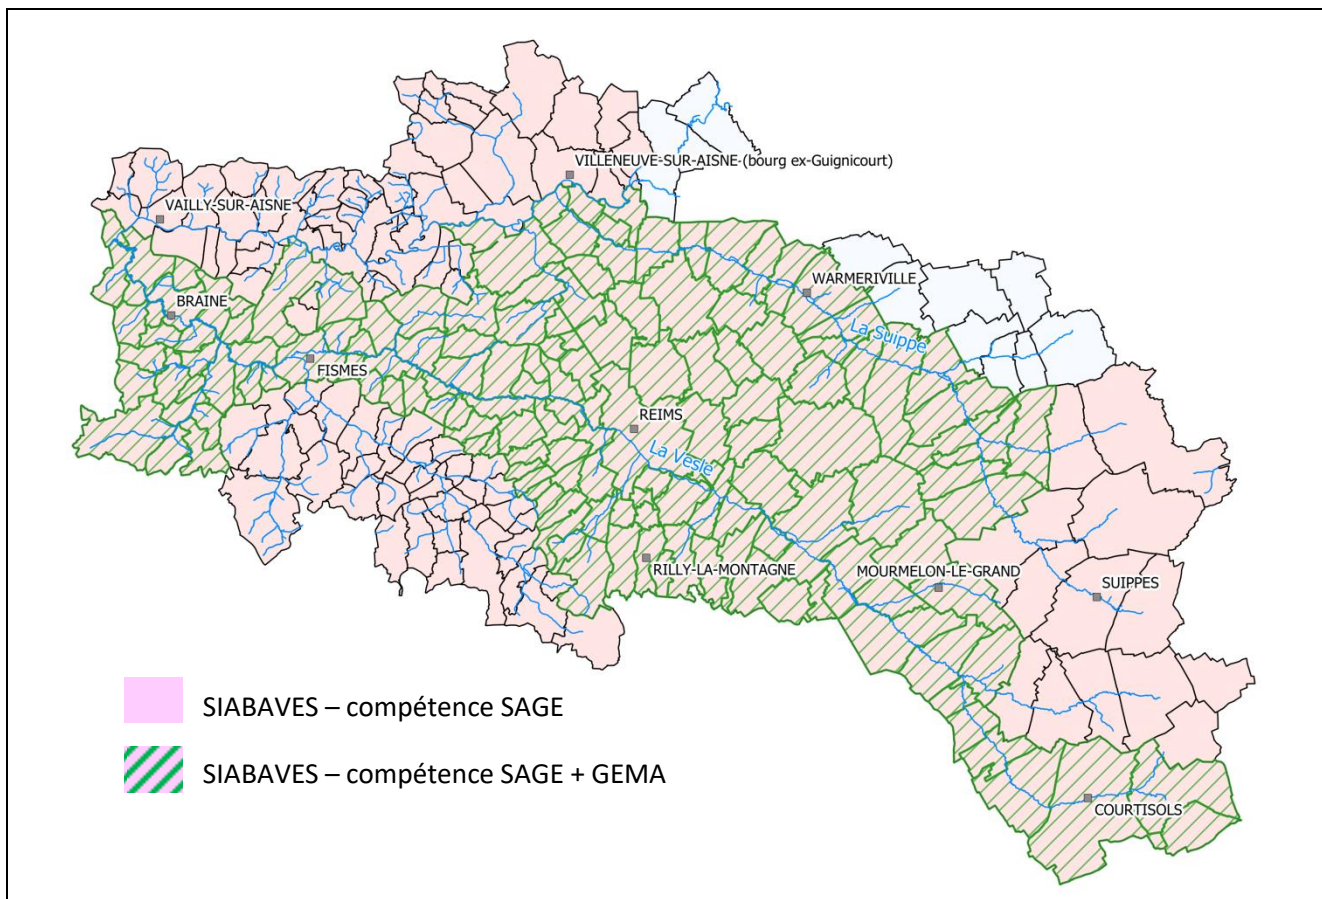 VILLENEUVE-SUR-AISNE (bourg ex-Guignicourt)
VAILLY-SUR-AISNE
WARMERIVILLE
BRAINE
La Suippe
FISMES
REIMS
La Vesle
RILLY-LA-MONTAGNE
MOURMELON-LE-GRAND
SUIPPES
SIABAVES – compétence SAGE
SIABAVES – compétence SAGE + GEMA
COURTISOLS